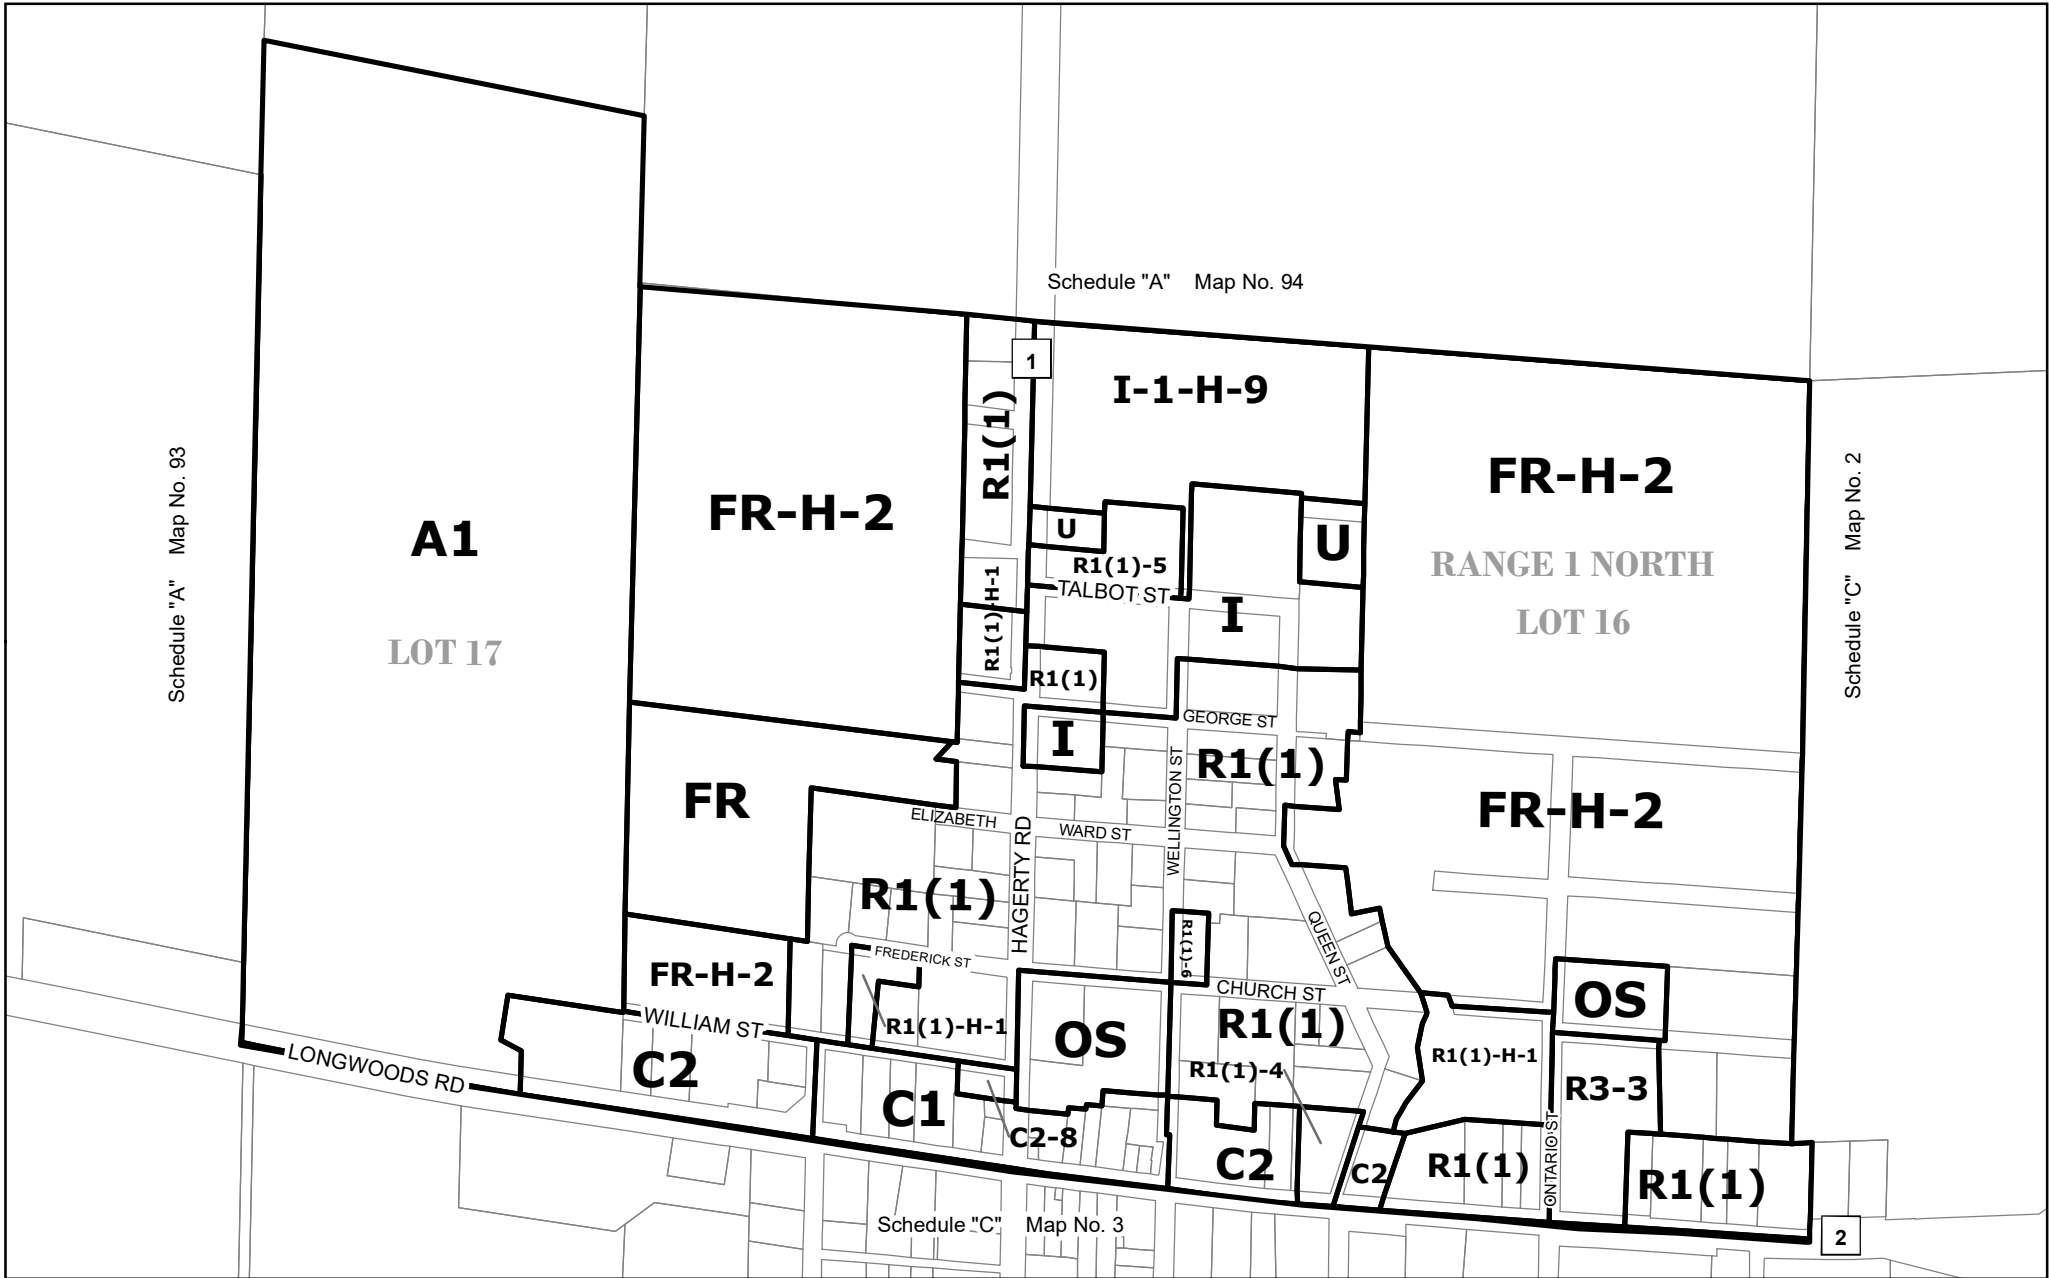 Schedule "A" Map No. 94
1
I-1-H-9
R1(1)
Schedule "A" Map No. 93
Schedule "C" Map No. 2
FR-H-2
FR-H-2
A1
U
U
R1(1)-5
RANGE 1 NORTH
TALBOT ST
I
LOT 16
R1(1)-H-1
LOT 17
R1(1)
GEORGE ST
I
R1(1)
WELLINGTON ST
FR
FR-H-2
ELIZABETH
WARD ST
HAGERTY RD
R1(1)
QUEEN ST
R1(1)-6
FREDERICK ST
FR-H-2
CHURCH ST
OS
WILLIAM ST
R1(1)-H-1
OS
R1(1)
R1(1)-H-1
LONGWOODS RD
C2
R1(1)-4
R3-3
C1
C2-8
ONTARIO ST
C2
C2
R1(1)
R1(1)
Schedule "C" Map No. 3
2